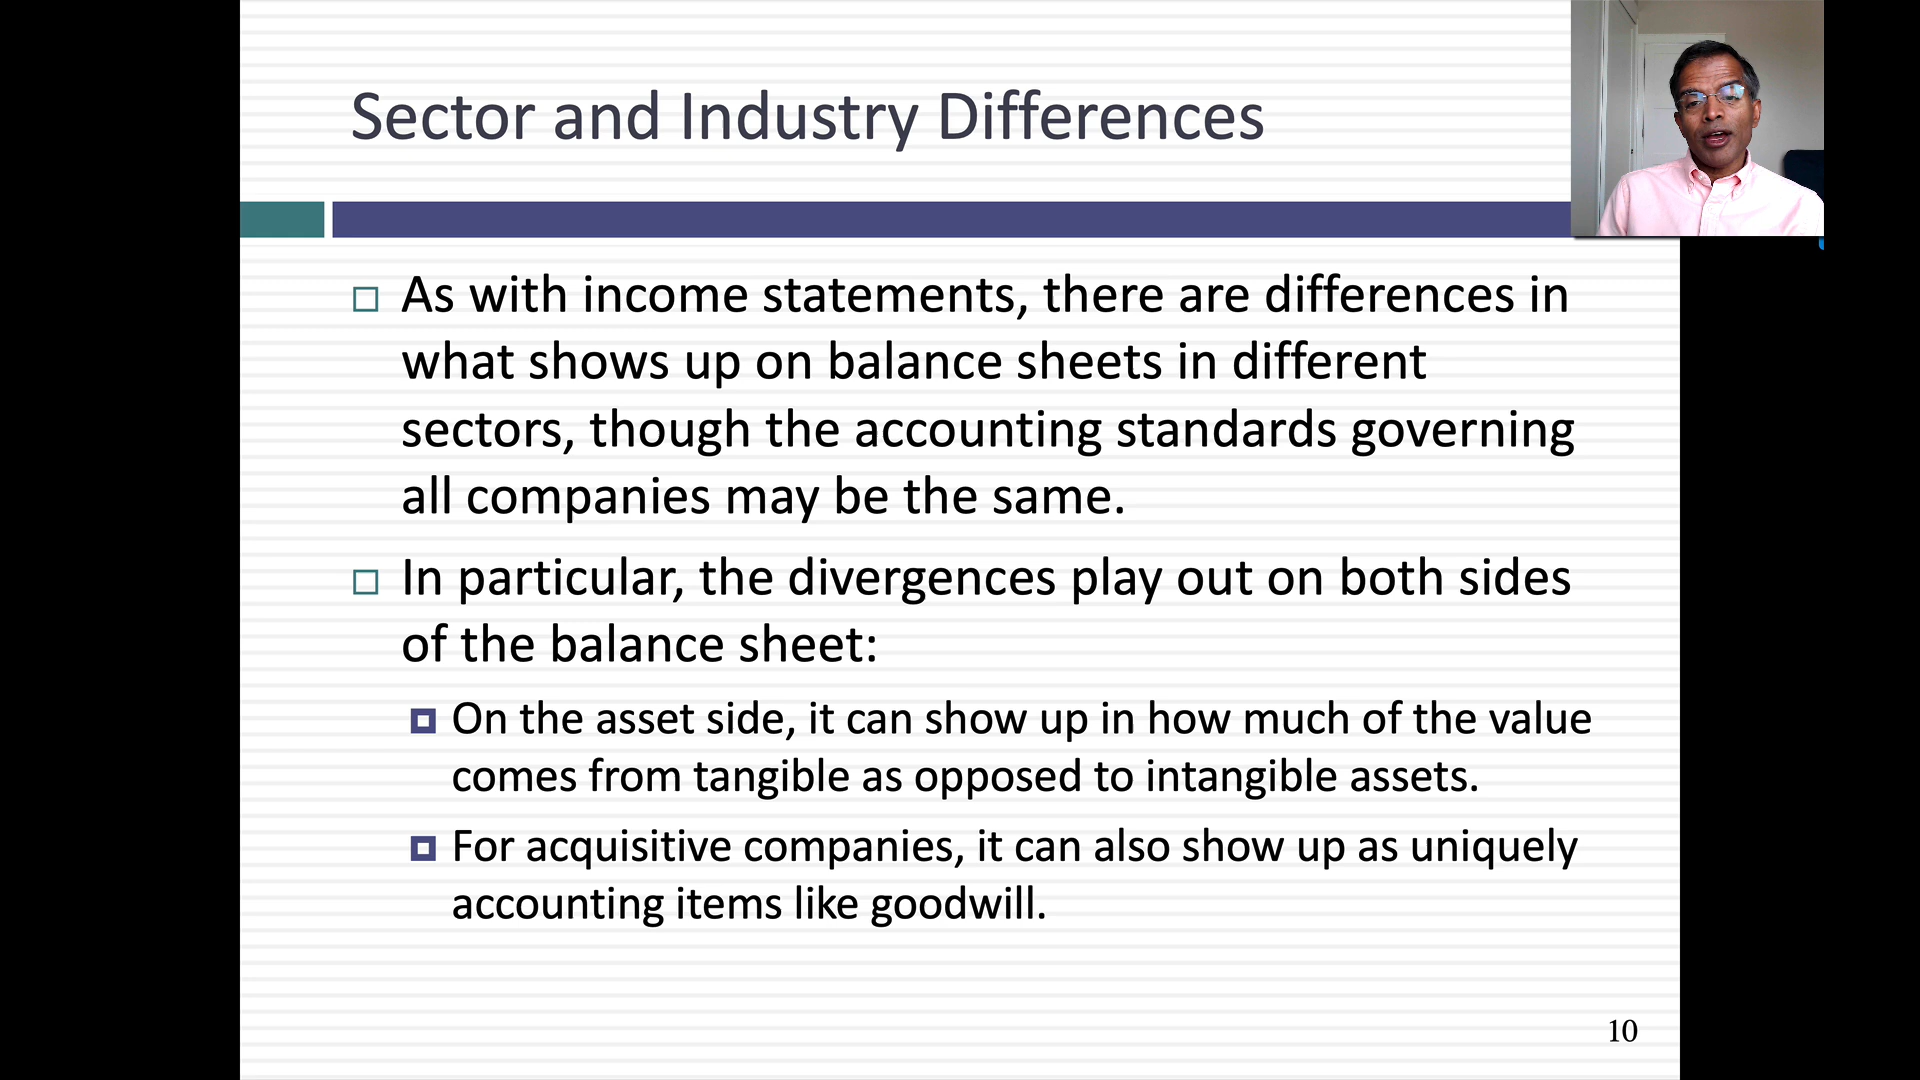 Sector and Industry Differences
As with income statements, there are differences in
what shows up on balance sheets in different
sectors, though the accounting standards governing
all companies may be the same.
In particular, the divergences play out on both sides
of the balance sheet:
On the asset side, it can show up in how much of the value
comes from tangible as opposed to intangible assets.
For acquisitive companies, it can also show up as uniquely
accounting items like goodwill.
10